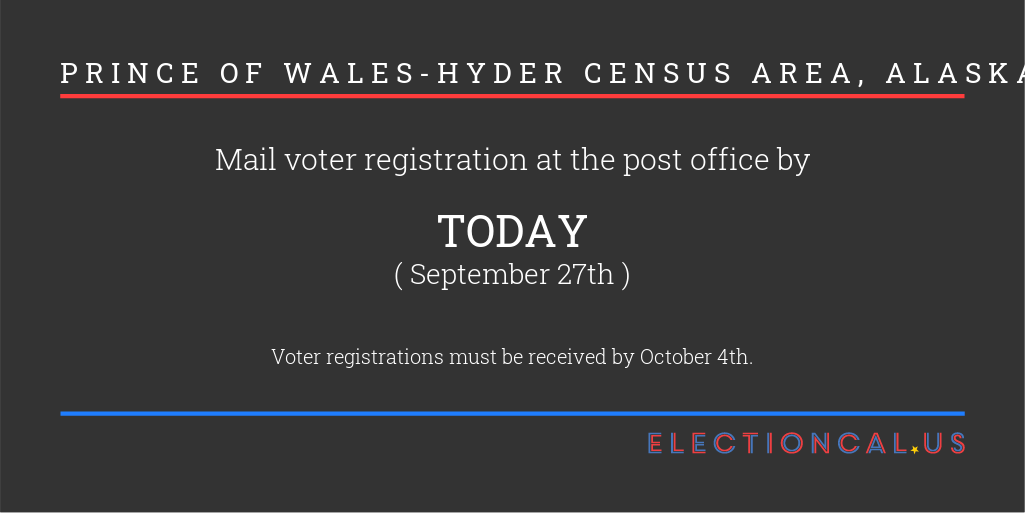 PRINCE OF WALES-HYDER CENSUS AREA, ALASKA
Mail voter registration at the post office by
TODAY
( September 27th )
Voter registrations must be received by October 4th.
ELECTIONCAL.US